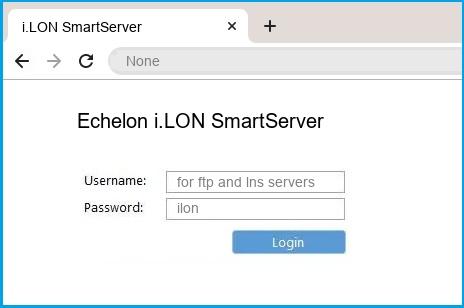 i.LON SmartServer
None
Echelon i.LON SmartServer
Username: for ftp and lns servers
Password: ilon
Login